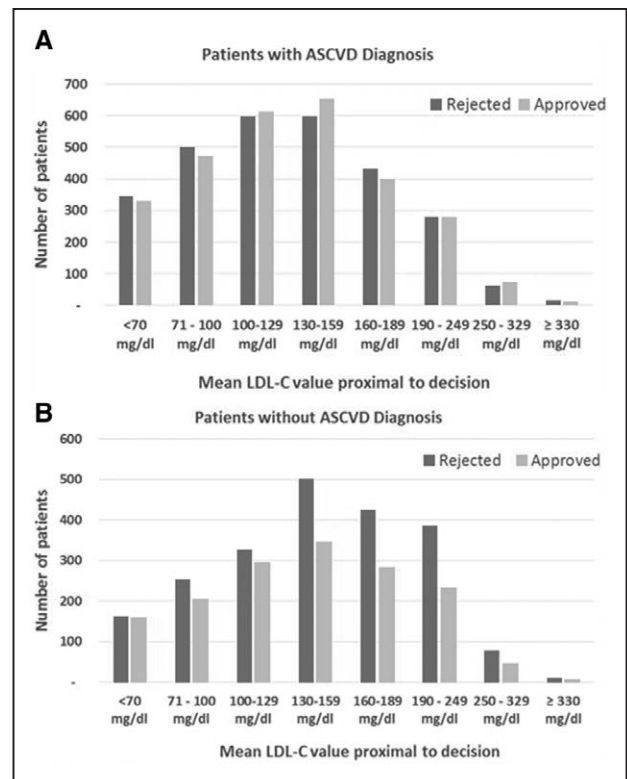 A
Patients with ASCVD Diagnosis
Rejected Approved
Number of patients
700
600
500
400
300
200
100
-
<70 71 - 100 100-129 130-159 160-189 190 - 249 250 - 329 ≥ 330
mg/dl mg/dl mg/dl mg/dl mg/dl mg/dl mg/dl mg/dl
Mean LDL-C value proximal to decision
B
Patients without ASCVD Diagnosis
Rejected Approved
Number of patients
600
500
400
300
200
100
-
<70 71 - 100 100-129 130-159 160-189 190 - 249 250 - 329 ≥ 330
mg/dl mg/dl mg/dl mg/dl mg/dl mg/dl mg/dl mg/dl
Mean LDL-C value proximal to decision